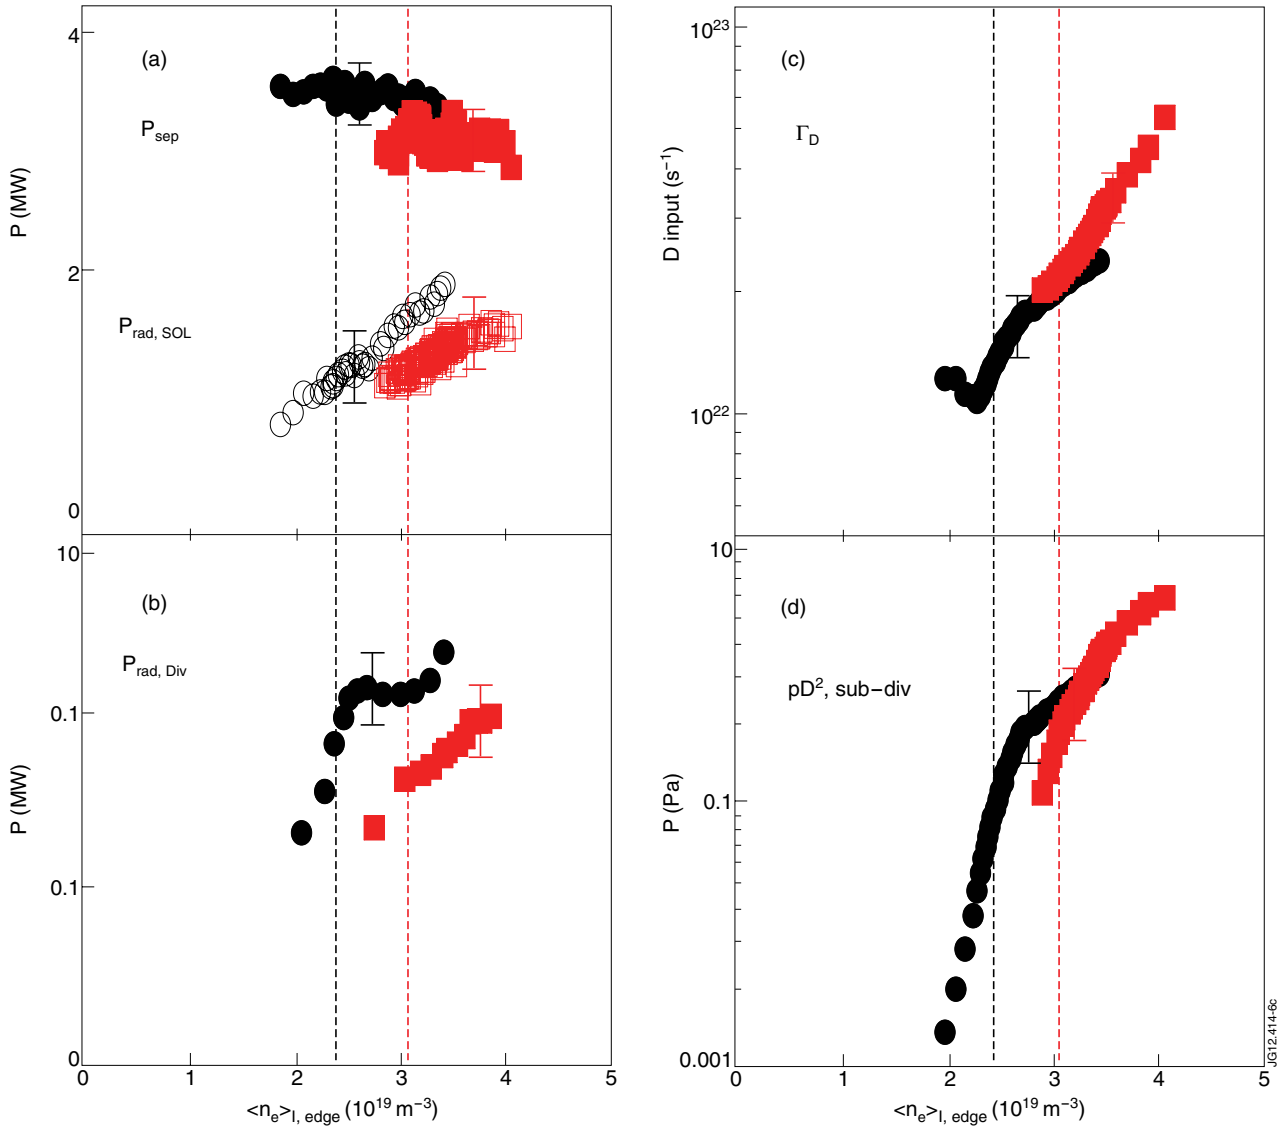 4
(a)
P_sep
P (MW)
2
P_rad, SOL
0
10
(b)
P_rad, Div
0.1
P (MW)
0.1
0
0 1 2 3 4 5
<n_e>_l, edge (10^19 m^−3)
10^23
(c)
Γ_D
D input (s^−1)
10^22
10
(d)
pD^2, sub−div
P (Pa)
0.1
0.001
0 1 2 3 4 5
<n_e>_l, edge (10^19 m^−3)
JG12.414-6c